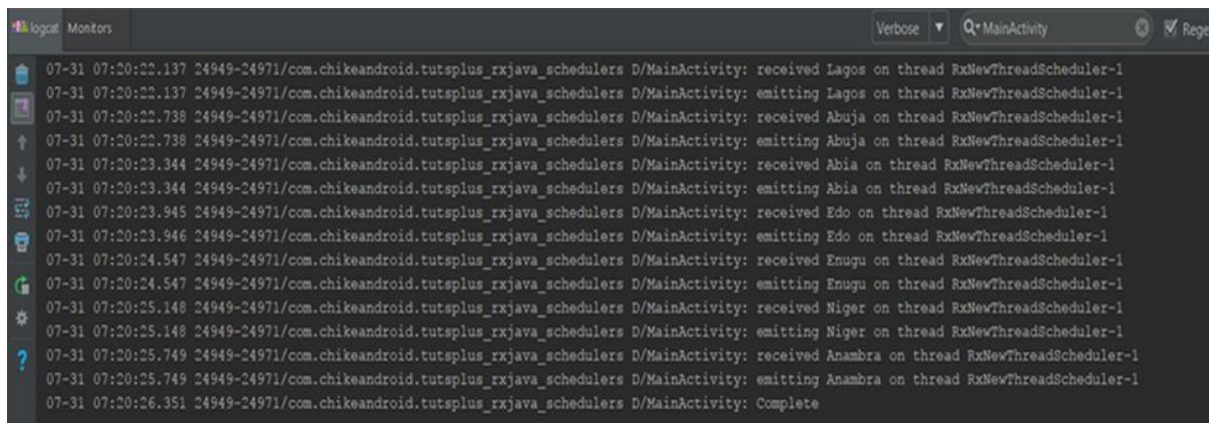 logcat Monitors Verbose MainActivity Rege
07-31 07:20:22.137 24949-24971/com.chikeandroid.tutsplus_rxjava_schedulers D/MainActivity: received Lagos on thread RxNewThreadScheduler-1
07-31 07:20:22.137 24949-24971/com.chikeandroid.tutsplus_rxjava_schedulers D/MainActivity: emitting Lagos on thread RxNewThreadScheduler-1
07-31 07:20:22.738 24949-24971/com.chikeandroid.tutsplus_rxjava_schedulers D/MainActivity: received Abuja on thread RxNewThreadScheduler-1
07-31 07:20:22.738 24949-24971/com.chikeandroid.tutsplus_rxjava_schedulers D/MainActivity: emitting Abuja on thread RxNewThreadScheduler-1
07-31 07:20:23.344 24949-24971/com.chikeandroid.tutsplus_rxjava_schedulers D/MainActivity: received Abia on thread RxNewThreadScheduler-1
07-31 07:20:23.344 24949-24971/com.chikeandroid.tutsplus_rxjava_schedulers D/MainActivity: emitting Abia on thread RxNewThreadScheduler-1
07-31 07:20:23.945 24949-24971/com.chikeandroid.tutsplus_rxjava_schedulers D/MainActivity: received Edo on thread RxNewThreadScheduler-1
07-31 07:20:23.946 24949-24971/com.chikeandroid.tutsplus_rxjava_schedulers D/MainActivity: emitting Edo on thread RxNewThreadScheduler-1
07-31 07:20:24.547 24949-24971/com.chikeandroid.tutsplus_rxjava_schedulers D/MainActivity: received Enugu on thread RxNewThreadScheduler-1
07-31 07:20:24.547 24949-24971/com.chikeandroid.tutsplus_rxjava_schedulers D/MainActivity: emitting Enugu on thread RxNewThreadScheduler-1
07-31 07:20:25.148 24949-24971/com.chikeandroid.tutsplus_rxjava_schedulers D/MainActivity: received Niger on thread RxNewThreadScheduler-1
07-31 07:20:25.148 24949-24971/com.chikeandroid.tutsplus_rxjava_schedulers D/MainActivity: emitting Niger on thread RxNewThreadScheduler-1
07-31 07:20:25.749 24949-24971/com.chikeandroid.tutsplus_rxjava_schedulers D/MainActivity: received Anambra on thread RxNewThreadScheduler-1
07-31 07:20:25.749 24949-24971/com.chikeandroid.tutsplus_rxjava_schedulers D/MainActivity: emitting Anambra on thread RxNewThreadScheduler-1
07-31 07:20:26.351 24949-24971/com.chikeandroid.tutsplus_rxjava_schedulers D/MainActivity: Complete